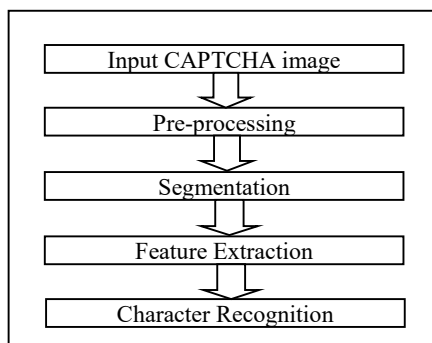 Input CAPTCHA image
Pre-processing
Segmentation
Feature Extraction
Character Recognition